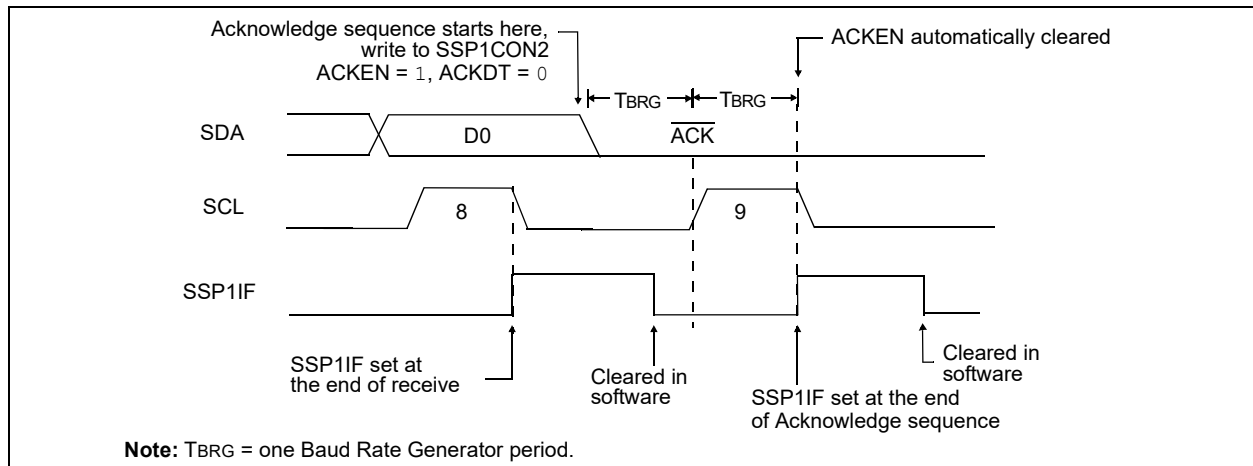 Acknowledge sequence starts here,
write to SSP1CON2
ACKEN = 1, ACKDT = 0
ACKEN automatically cleared
TBRG
TBRG
SDA
D0
ACK
SCL
8
9
SSP1IF
SSP1IF set at
the end of receive
Cleared in
software
SSP1IF set at the end
of Acknowledge sequence
Cleared in
software
Note: TBRG = one Baud Rate Generator period.